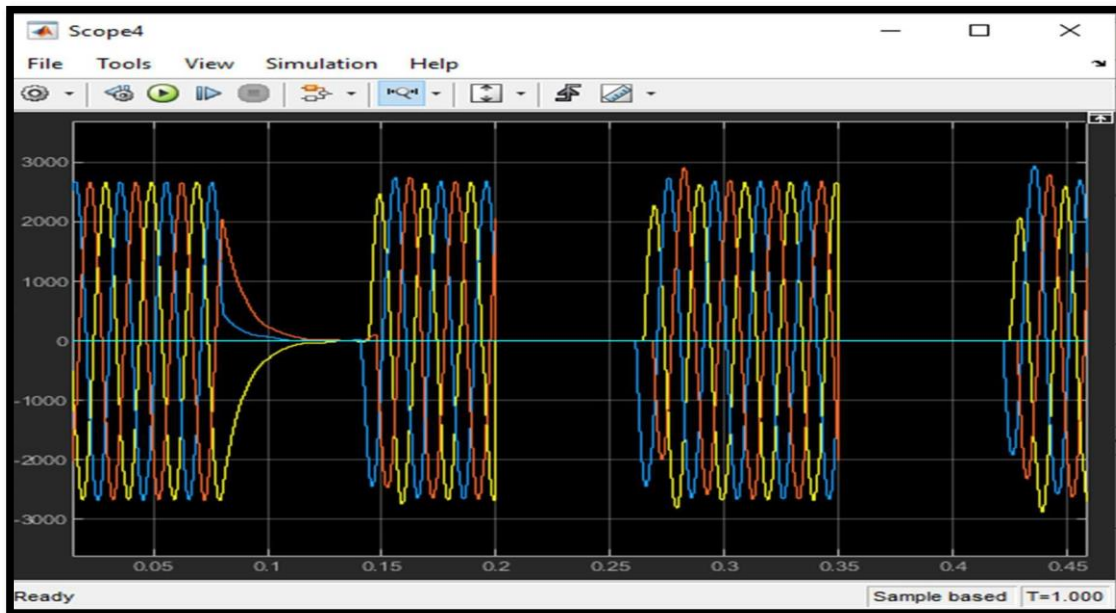 Scope4
File Tools View Simulation Help
3000
2000
1000
0
-1000
-2000
-3000
0.05 0.1 0.15 0.2 0.25 0.3 0.35 0.4 0.45
Ready Sample based T=1.000